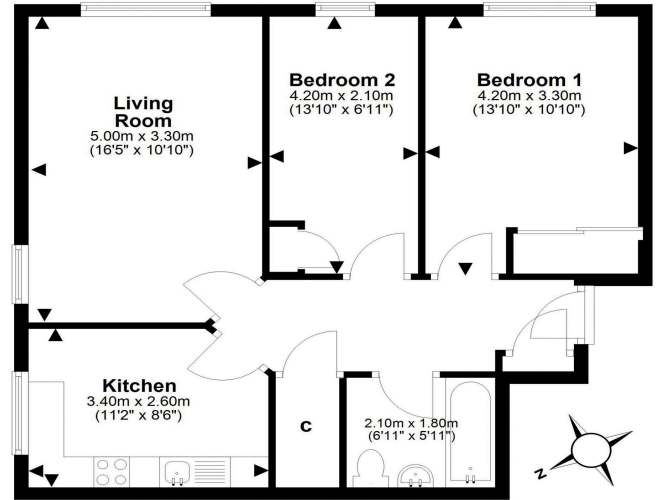 Living
Room
5.00m x 3.30m
(16'5" x 10'10")
Bedroom 2
4.20m x 2.10m
(13'10" x 6'11")
Bedroom 1
4.20m x 3.30m
(13'10" x 10'10")
Kitchen
3.40m x 2.60m
(11'2" x 8'6")
C
2.10m x 1.80m
(6'11" x 5'11")
N